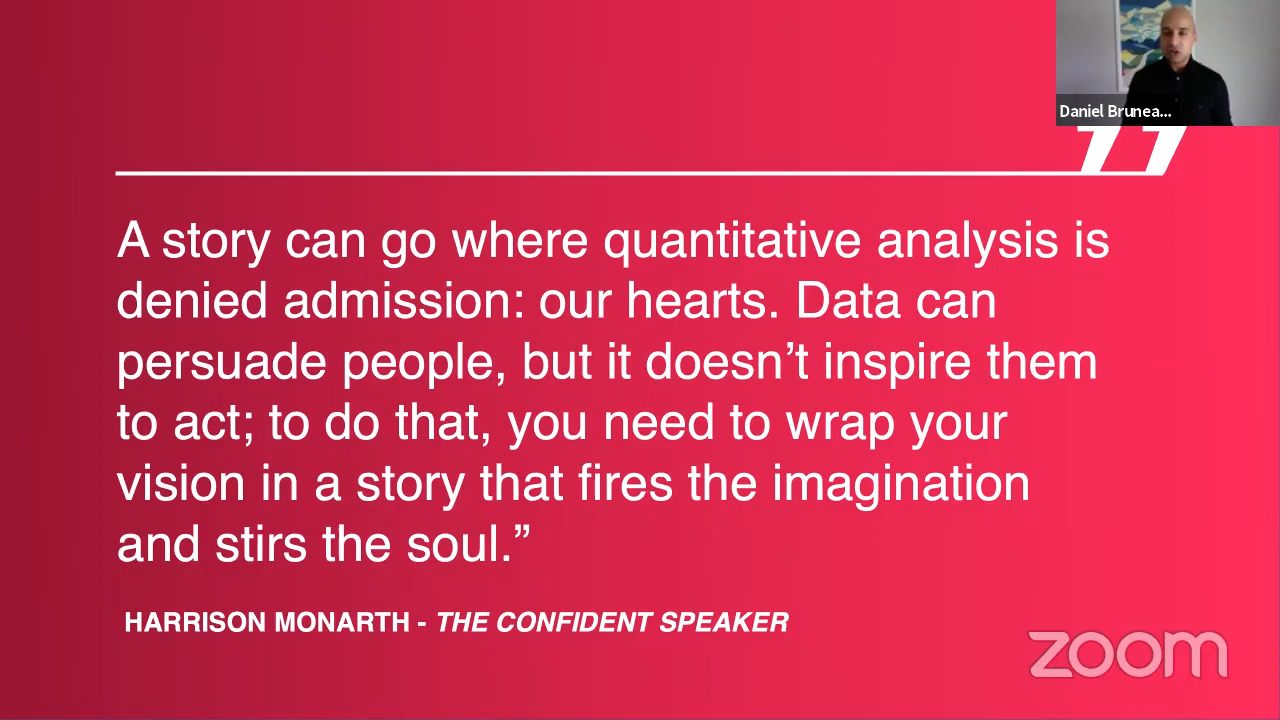 Daniel Brunea...
A story can go where quantitative analysis is
denied admission: our hearts. Data can
persuade people, but it doesn’t inspire them
to act; to do that, you need to wrap your
vision in a story that fires the imagination
and stirs the soul.”
HARRISON MONARTH - THE CONFIDENT SPEAKER
zoom